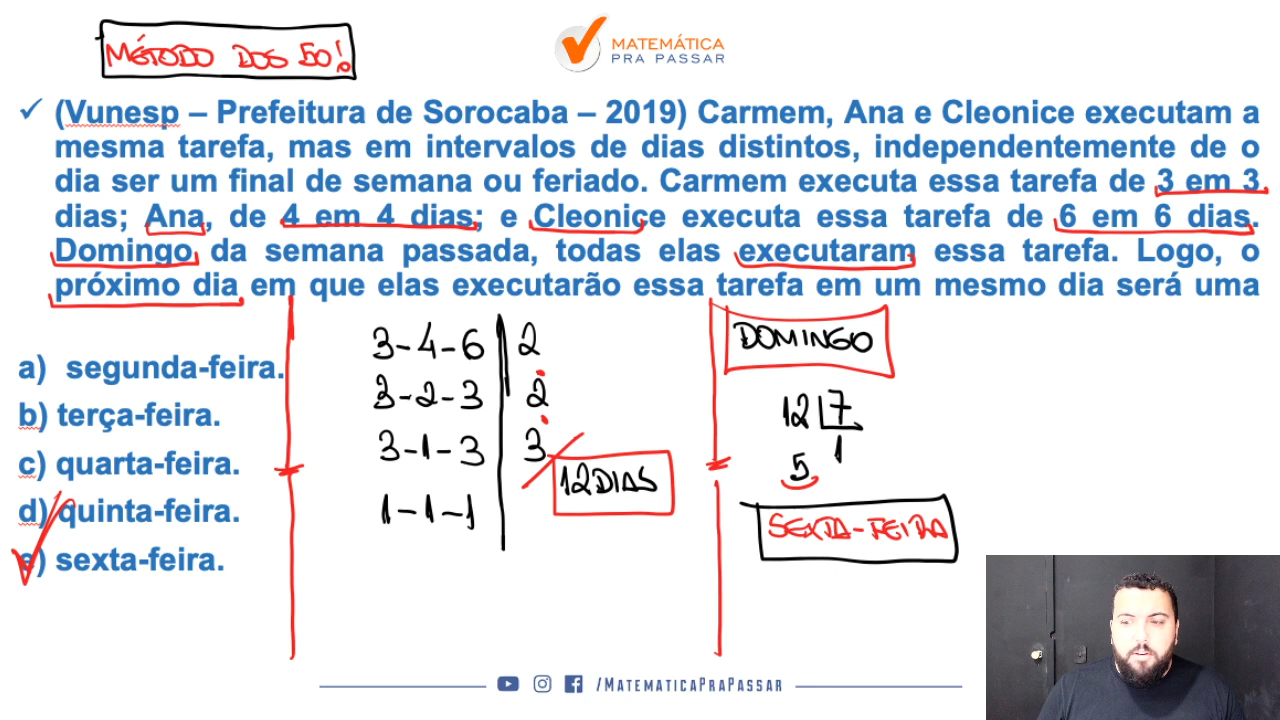 MÉTODO DOS 50!
MATEMÁTICA
PRA PASSAR
✓ (Vunesp – Prefeitura de Sorocaba – 2019) Carmem, Ana e Cleonice executam a
mesma tarefa, mas em intervalos de dias distintos, independentemente de o
dia ser um final de semana ou feriado. Carmem executa essa tarefa de 3 em 3
dias; Ana, de 4 em 4 dias; e Cleonice executa essa tarefa de 6 em 6 dias.
Domingo da semana passada, todas elas executaram essa tarefa. Logo, o
próximo dia em que elas executarão essa tarefa em um mesmo dia será uma
a) segunda-feira.
b) terça-feira.
c) quarta-feira.
d) quinta-feira.
e) sexta-feira.
3-4-6 2
3-2-3 2
3-1-3 3
1-1-1
12 DIAS
DOMINGO
12 7
5 1
SEXTA-FEIRA
/MATEMATICAPRAPASSAR